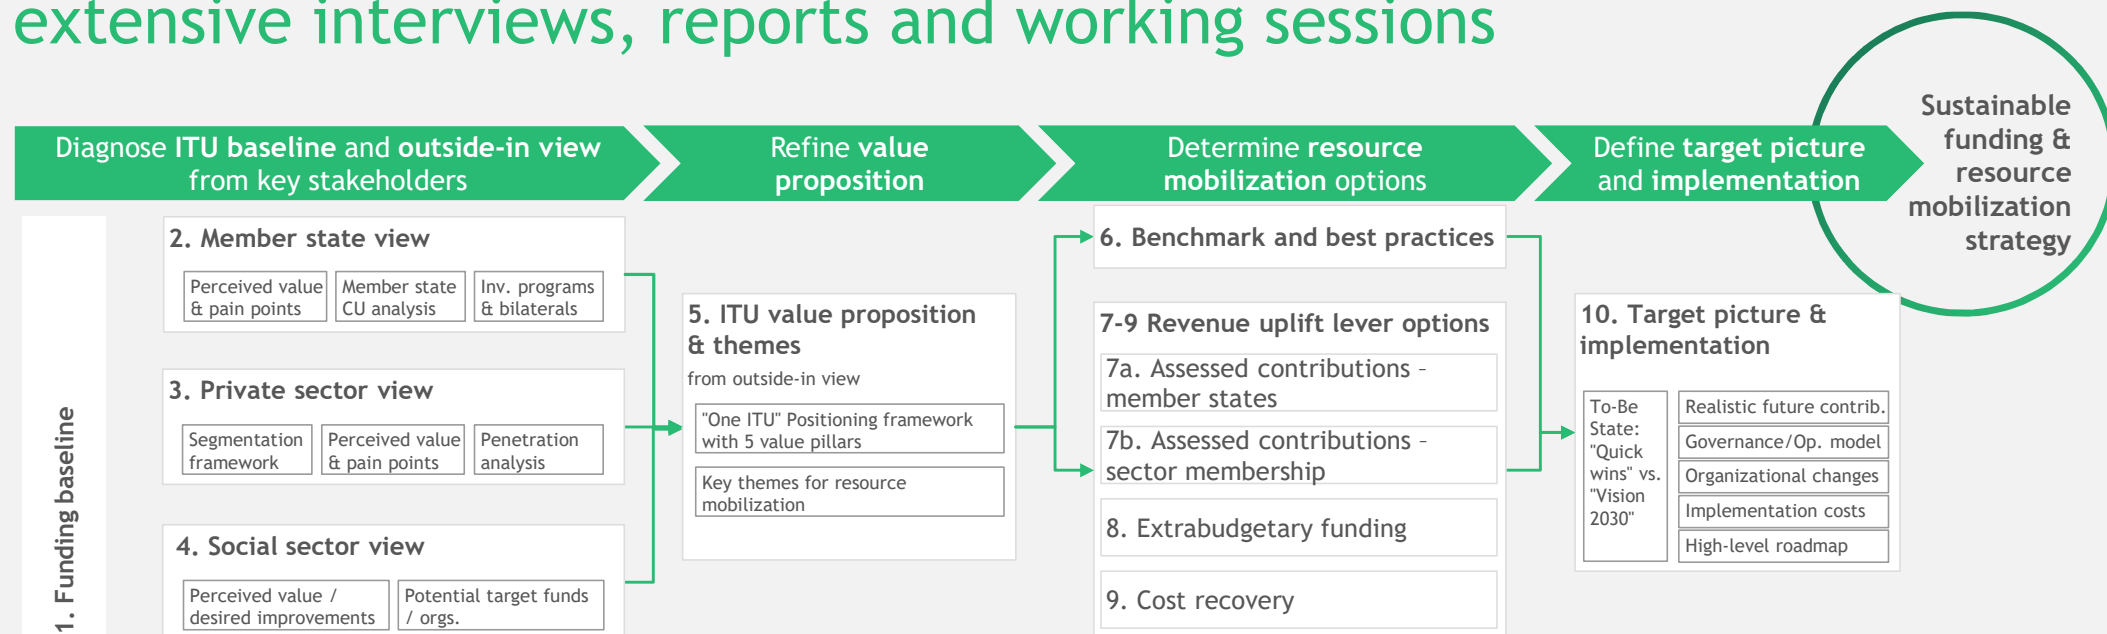 extensive interviews, reports and working sessions
Diagnose ITU baseline and outside-in view
from key stakeholders
Refine value
proposition
Determine resource
mobilization options
Define target picture
and implementation
Sustainable
funding &
resource
mobilization
strategy
1. Funding baseline
2. Member state view
Perceived value
& pain points
Member state
CU analysis
Inv. programs
& bilaterals
3. Private sector view
Segmentation
framework
Perceived value
& pain points
Penetration
analysis
4. Social sector view
Perceived value /
desired improvements
Potential target funds
/ orgs.
5. ITU value proposition
& themes
from outside-in view
"One ITU" Positioning framework
with 5 value pillars
Key themes for resource
mobilization
6. Benchmark and best practices
7-9 Revenue uplift lever options
7a. Assessed contributions –
member states
7b. Assessed contributions –
sector membership
8. Extrabudgetary funding
9. Cost recovery
10. Target picture &
implementation
To-Be
State:
"Quick
wins" vs.
"Vision
2030"
Realistic future contrib.
Governance/Op. model
Organizational changes
Implementation costs
High-level roadmap